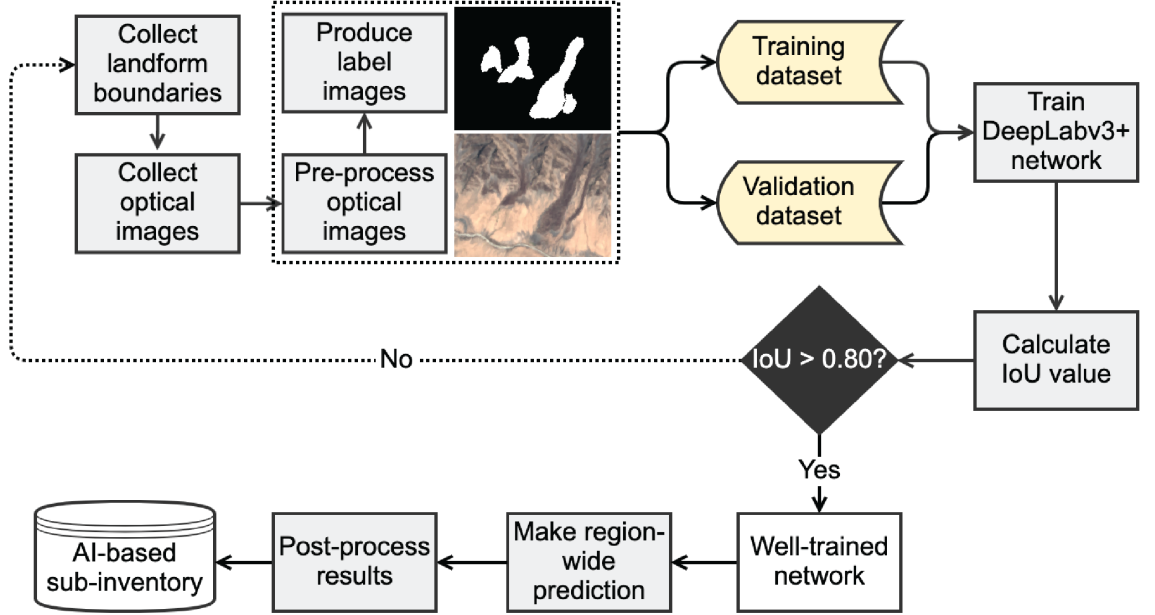 Collect
landform
boundaries
Produce
label
images
Training
dataset
Train
DeepLabv3+
network
Collect
optical
images
Pre-process
optical
images
Validation
dataset
No
IoU > 0.80?
Calculate
IoU value
Yes
AI-based
sub-inventory
Post-process
results
Make region-
wide
prediction
Well-trained
network